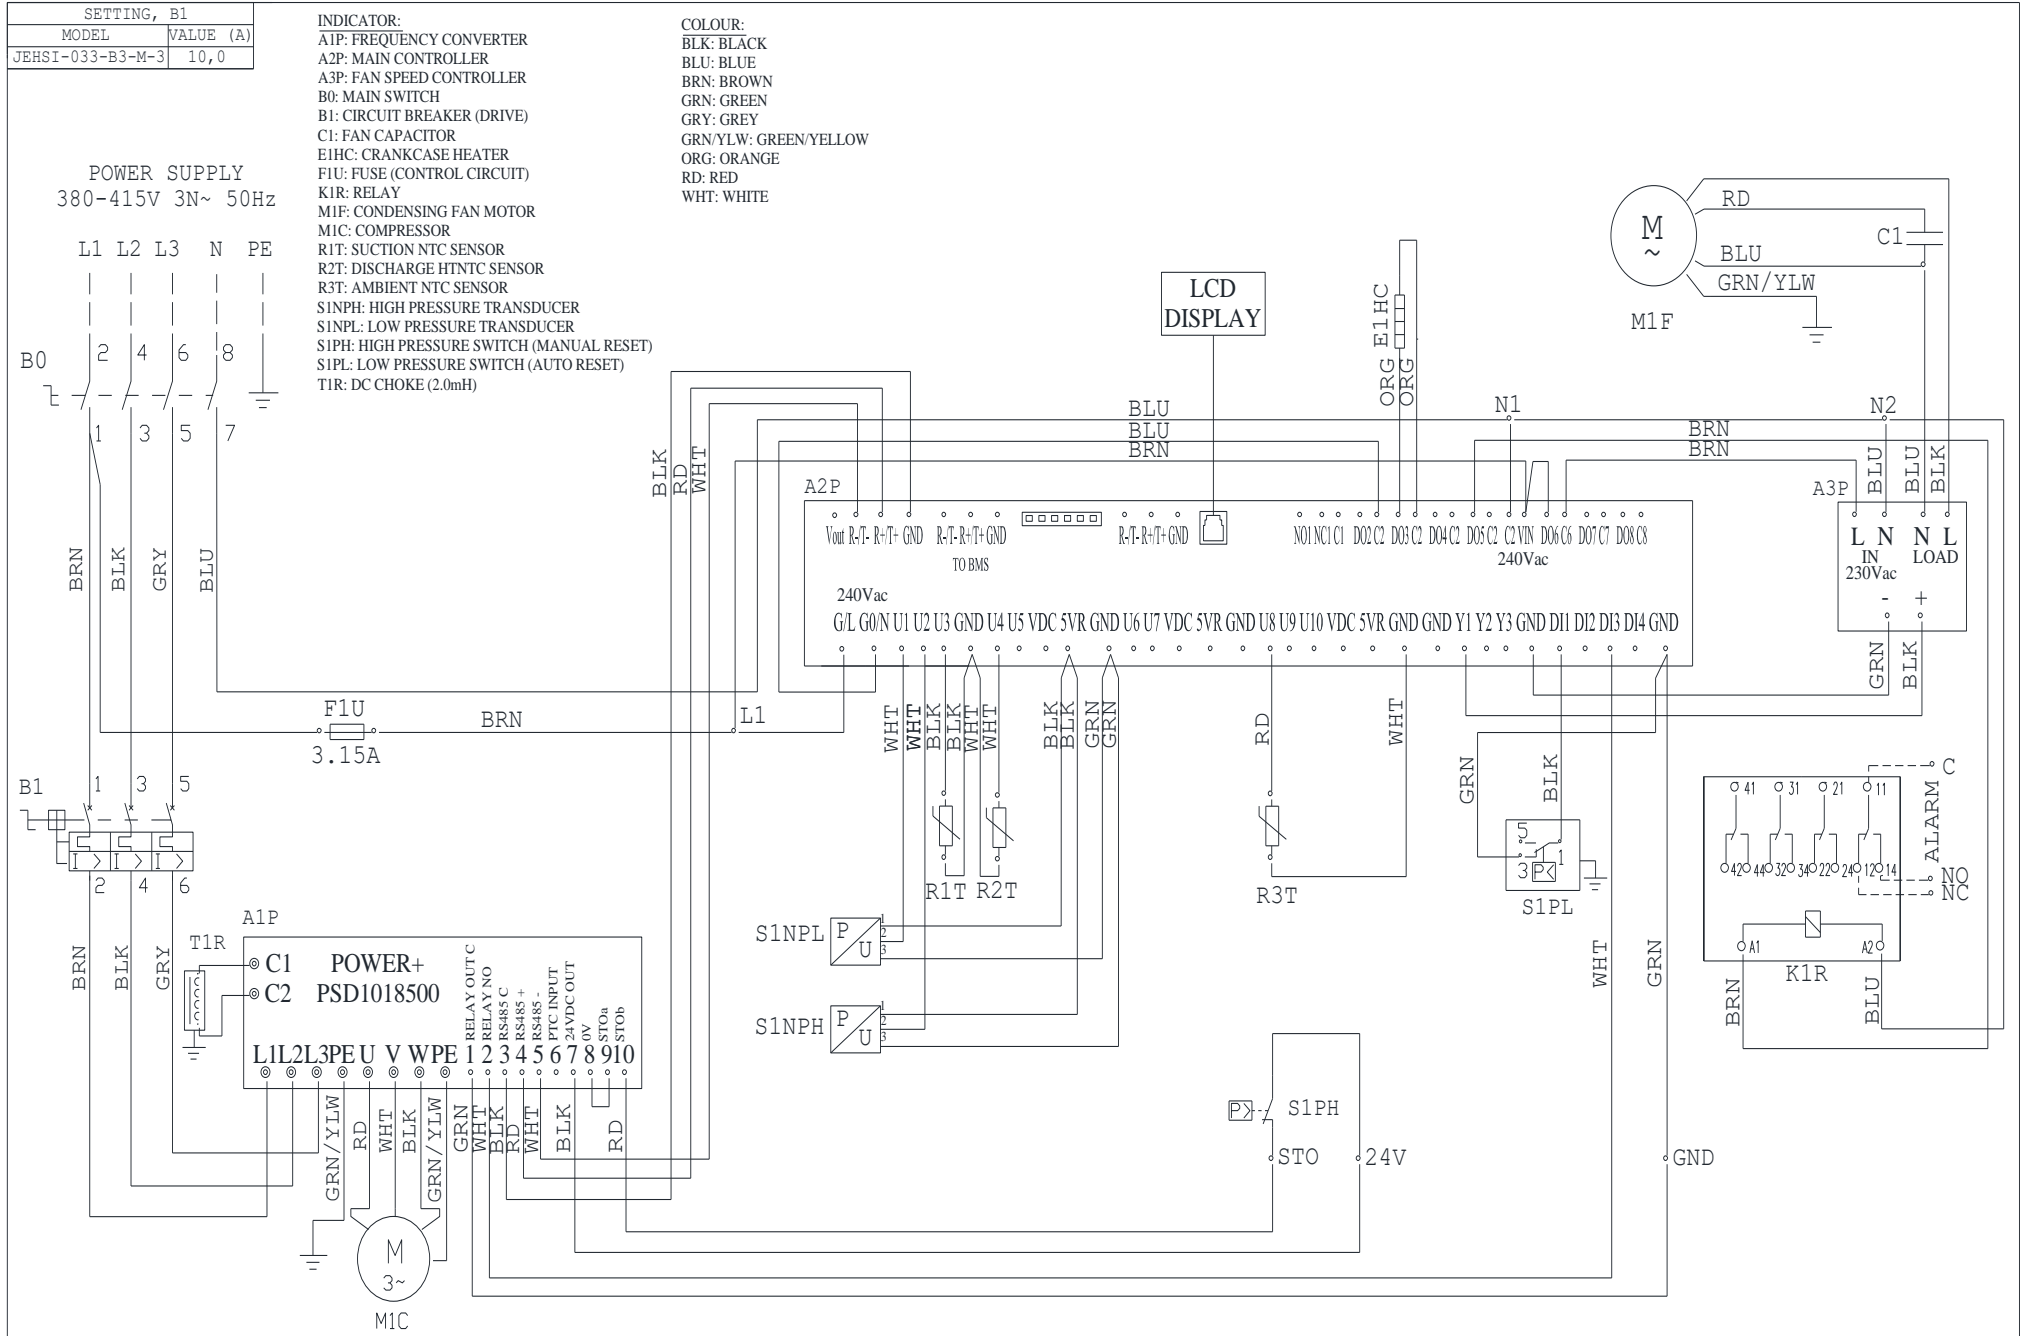 SETTING, B1
MODEL VALUE (A)
JEHSI-033-B3-M-3 10,0
INDICATOR:
A1P: FREQUENCY CONVERTER
A2P: MAIN CONTROLLER
A3P: FAN SPEED CONTROLLER
B0: MAIN SWITCH
B1: CIRCUIT BREAKER (DRIVE)
C1: FAN CAPACITOR
E1HC: CRANKCASE HEATER
F1U: FUSE (CONTROL CIRCUIT)
K1R: RELAY
M1F: CONDENSING FAN MOTOR
M1C: COMPRESSOR
R1T: SUCTION NTC SENSOR
R2T: DISCHARGE HTNTC SENSOR
R3T: AMBIENT NTC SENSOR
S1NPH: HIGH PRESSURE TRANSDUCER
S1NPL: LOW PRESSURE TRANSDUCER
S1PH: HIGH PRESSURE SWITCH (MANUAL RESET)
S1PL: LOW PRESSURE SWITCH (AUTO RESET)
T1R: DC CHOKE (2.0mH)
COLOUR:
BLK: BLACK
BLU: BLUE
BRN: BROWN
GRN: GREEN
GRY: GREY
GRN/YLW: GREEN/YELLOW
ORG: ORANGE
RD: RED
WHT: WHITE
POWER SUPPLY
380-415V 3N~ 50Hz
L1 L2 L3 N PE
B0
2 4 6 8
1 3 5 7
BRN BLK GRY BLU
F1U
3.15A
BRN
L1
B1
1 3 5
I > I > I >
2 4 6
BRN BLK GRY
T1R
A1P
C1
C2
POWER+
PSD1018500
RELAY OUT C
RELAY NO
RS485 C
RS485 +
RS485 -
PTC INPUT
24VDC OUT
0V
STOa
STOb
L1 L2 L3 PE U V W PE 1 2 3 4 5 6 7 8 9 10
GRN/YLW RD WHT BLK GRN/YLW GRN WHT BLK RD WHT BLK RD
M
3~
M1C
BLK RD WHT
BLU
BLU
BRN
LCD
DISPLAY
E1HC
ORG ORG
N1
N2
BRN
BRN
M
~
M1F
RD
BLU
GRN/YLW
C1
BLU BLU BLK
A3P
L N N L
IN LOAD
230Vac
- +
GRN BLK
A2P
Vout R-/T- R+/T+ GND R-/T- R+/T+ GND R-/T- R+/T+ GND NO1 NC1 C1 DO2 C2 DO3 C2 DO4 C2 DO5 C2 C2 VIN DO6 C6 DO7 C7 DO8 C8
TO BMS
240Vac
240Vac
G/L G0/N U1 U2 U3 GND U4 U5 VDC 5VR GND U6 U7 VDC 5VR GND U8 U9 U10 VDC 5VR GND GND Y1 Y2 Y3 GND DI1 DI2 DI3 DI4 GND
WHT WHT BLK BLK WHT WHT BLK BLK GRN GRN RD WHT
R1T R2T
R3T
S1NPL
P
U
1
2
3
S1NPH
P
U
1
2
3
GRN BLK
5
3 P< 1
S1PL
WHT GRN
P> S1PH
STO
24V
GND
41 31 21 11
42 44 32 34 22 24 12 14
A1 A2
K1R
BRN BLU
C
ALARM
NO
NC